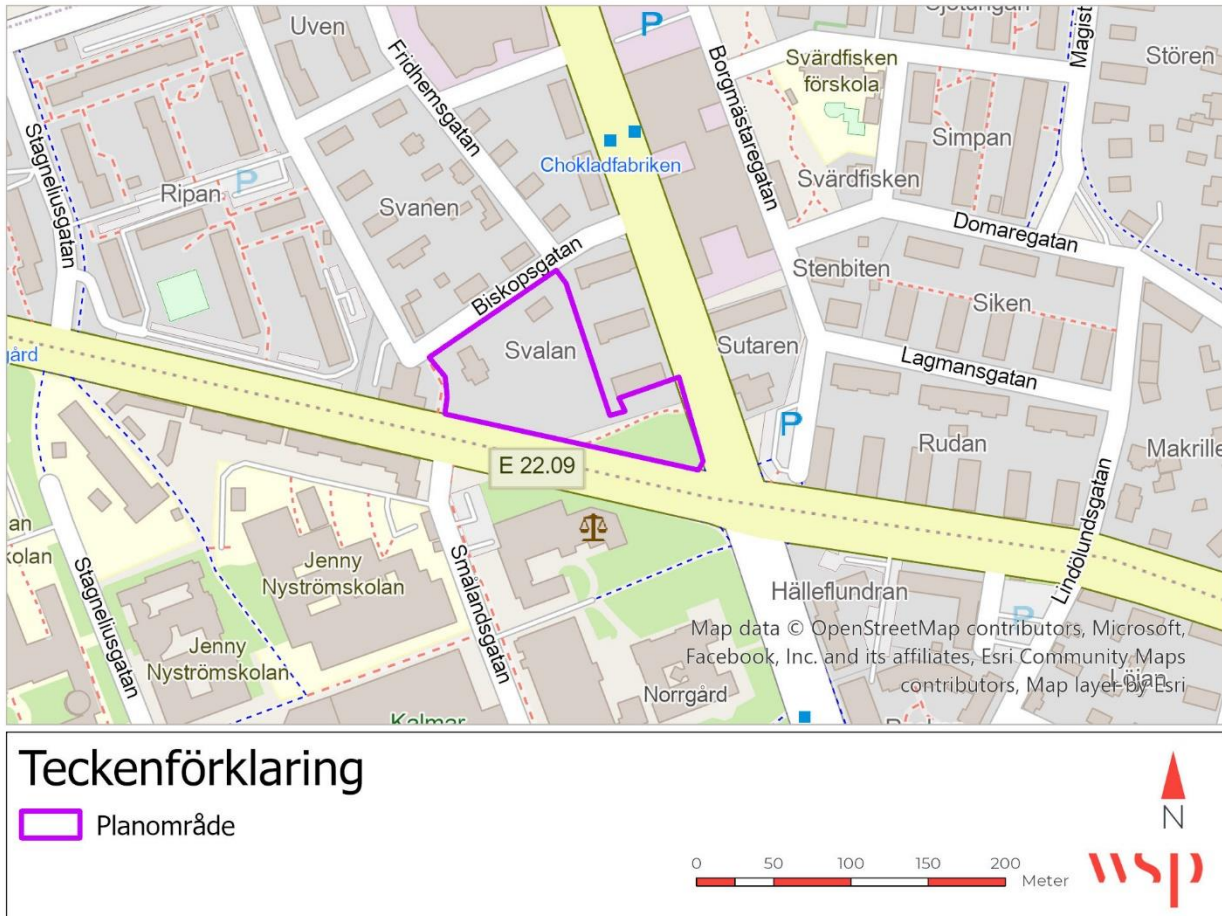 Sjötungan
Uven
P
Magist
Stören
Fridhemsgatan
Borgmästaregatan
Svärdfisken
förskola
Stagneliusgatan
Chokladfabriken
Simpan
Ripan
P
Svärdfisken
Svanen
Domaregatan
Biskopsgatan
Stenbiten
Siken
gård
Svalan
Sutaren
Lagmansgatan
P
Rudan
Makrille
E 22.09
an
kolan
Jenny
Nyströmskolan
Smålandsgatan
Lindölundsgatan
Stagneliusgatan
Hälleflundran
P
Jenny
Nyströmskolan
Map data © OpenStreetMap contributors, Microsoft,
Facebook, Inc. and its affiliates, Esri Community Maps
contributors, Map layer by Esri
Löjan
Norrgård
Kalmar
Teckenförklaring
Planområde
N
0 50 100 150 200
Meter
wsp